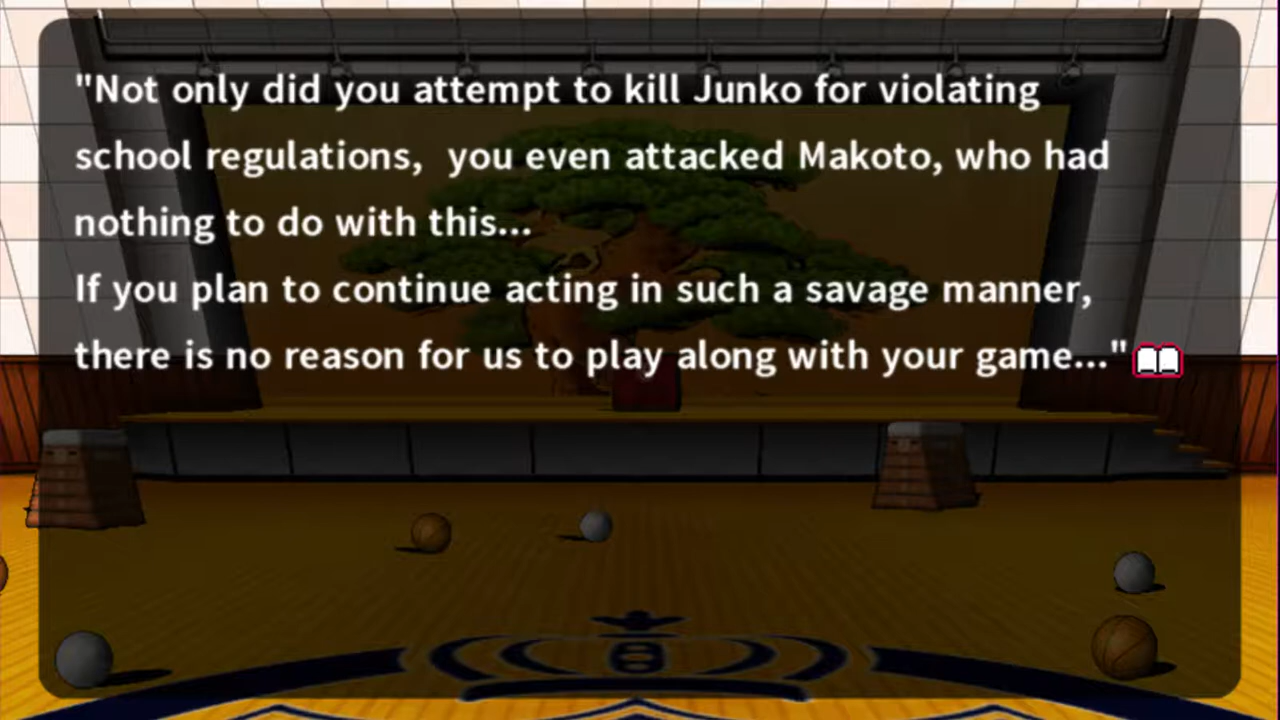 "Not only did you attempt to kill Junko for violating
school regulations,  you even attacked Makoto, who had
nothing to do with this...
If you plan to continue acting in such a savage manner,
there is no reason for us to play along with your game..."